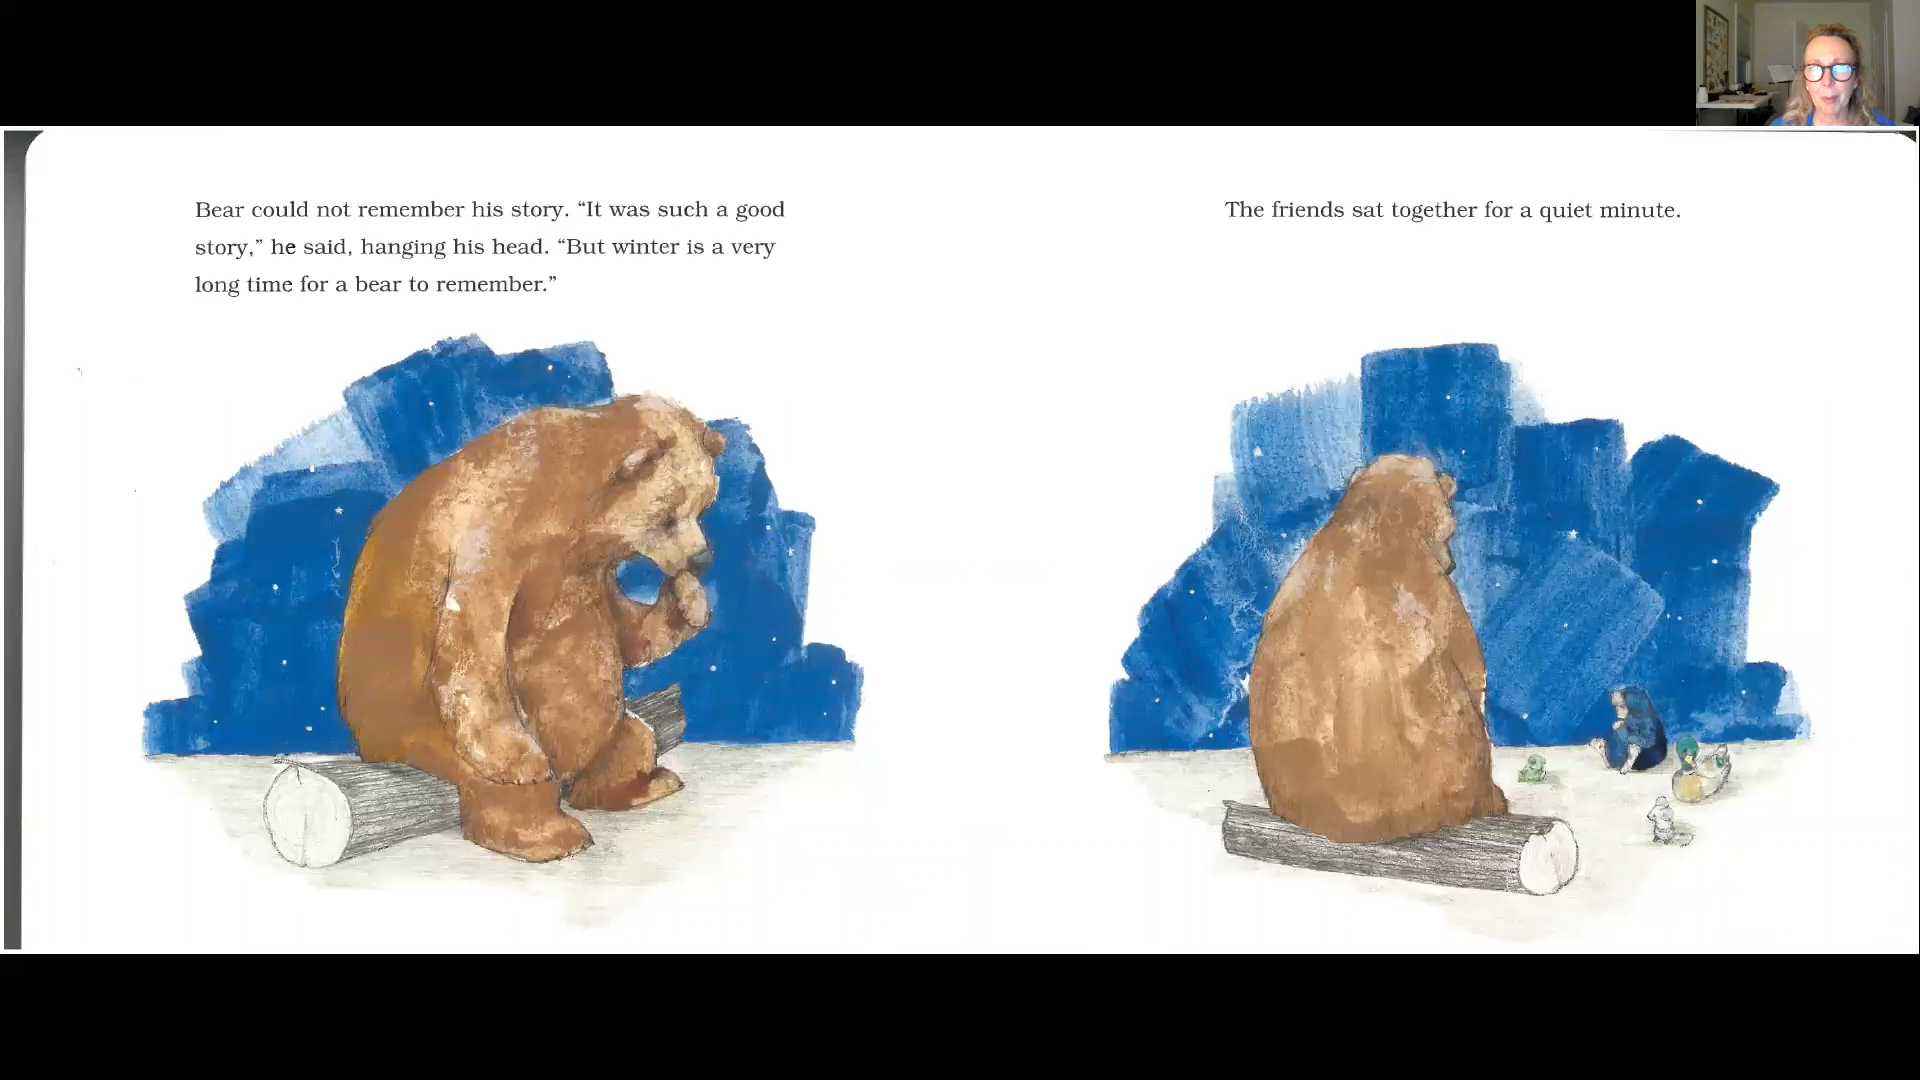 Bear could not remember his story. “It was such a good
story,” he said, hanging his head. “But winter is a very
long time for a bear to remember.”
The friends sat together for a quiet minute.